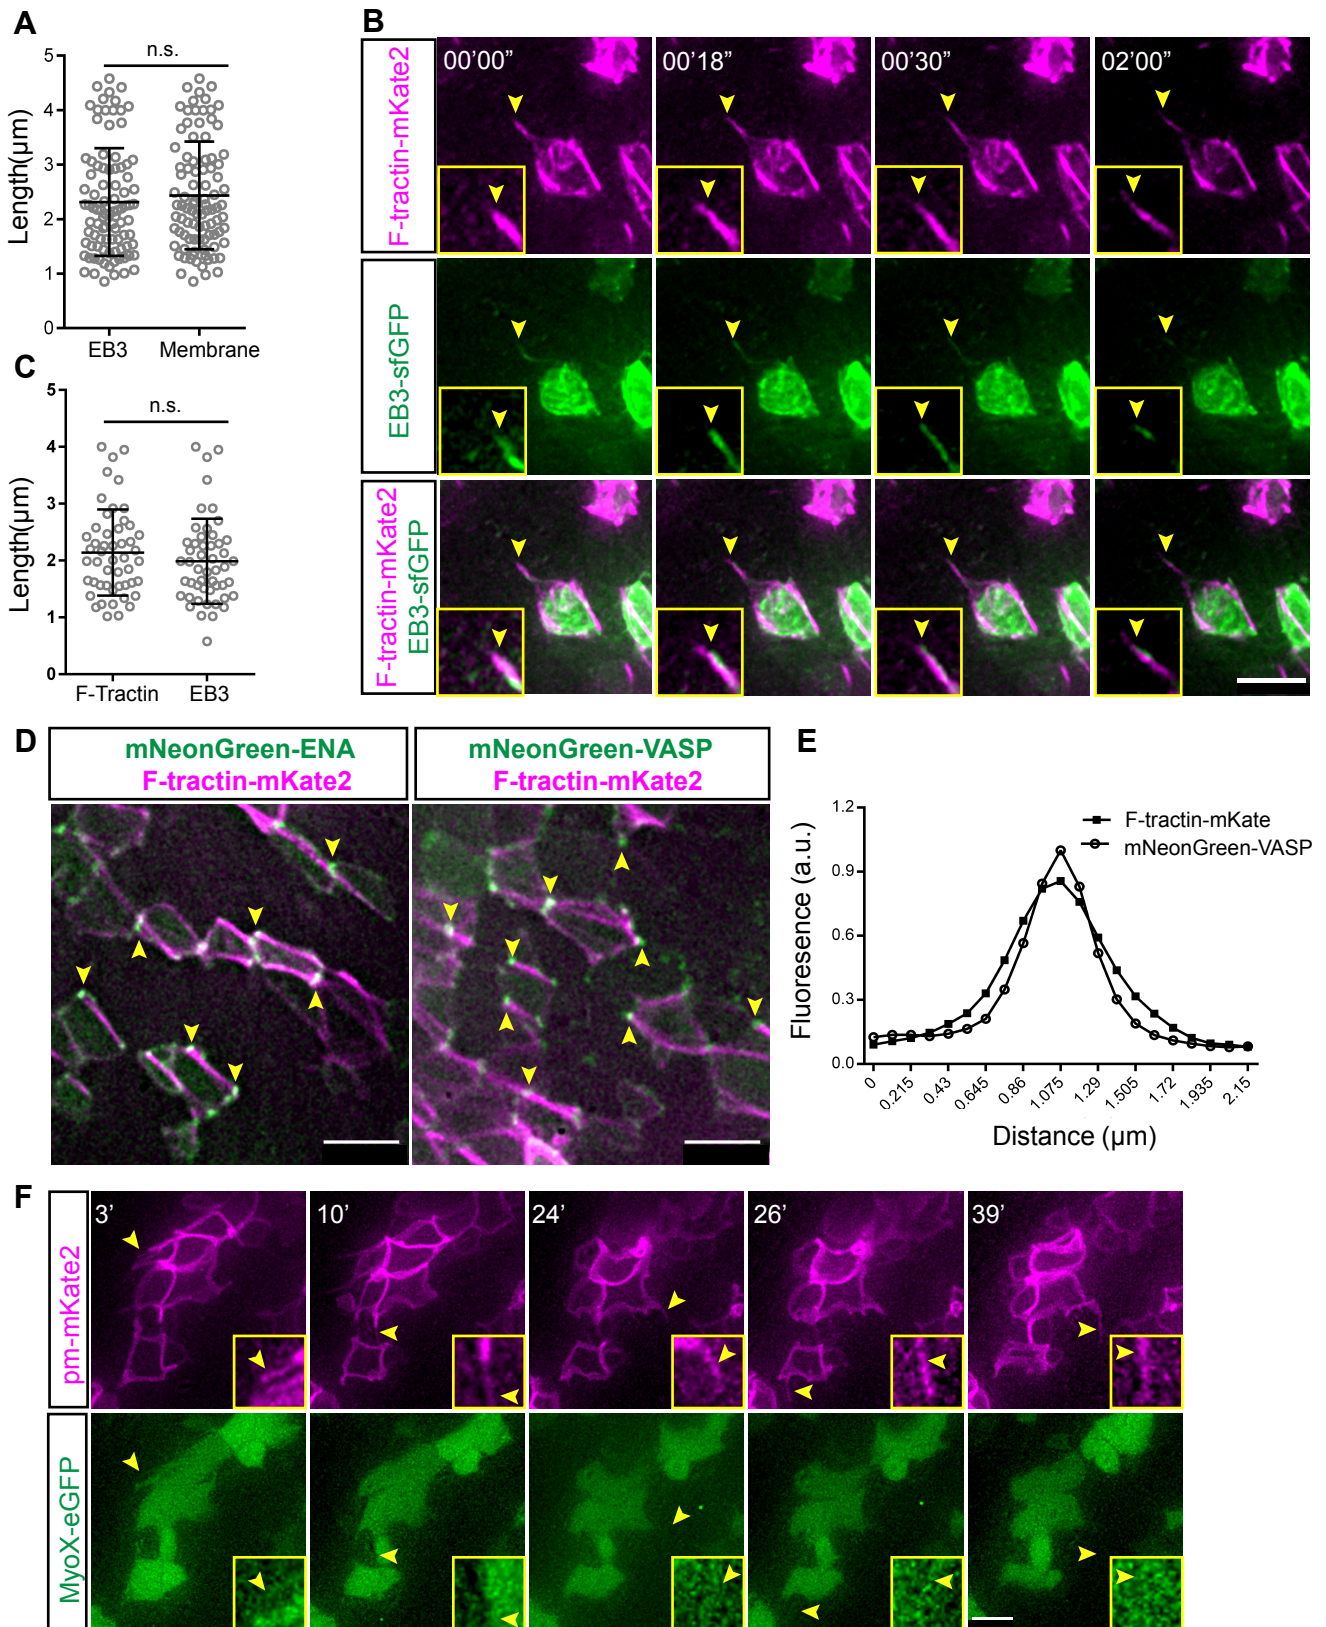 A
n.s.
Length(µm)
5
4
3
2
1
0
EB3 Membrane
B
F-tractin-mKate2
00’00” 00’18” 00’30” 02’00”
EB3-sfGFP
F-tractin-mKate2
EB3-sfGFP
C
n.s.
Length(µm)
5
4
3
2
1
0
F-Tractin EB3
D
mNeonGreen-ENA
F-tractin-mKate2
mNeonGreen-VASP
F-tractin-mKate2
E
F-tractin-mKate
mNeonGreen-VASP
Fluoresence (a.u.)
1.2
0.9
0.6
0.3
0.0
0 0.215 0.43 0.645 0.86 1.075 1.29 1.505 1.72 1.935 2.15
Distance (µm)
F
pm-mKate2
3’ 10’ 24’ 26’ 39’
MyoX-eGFP